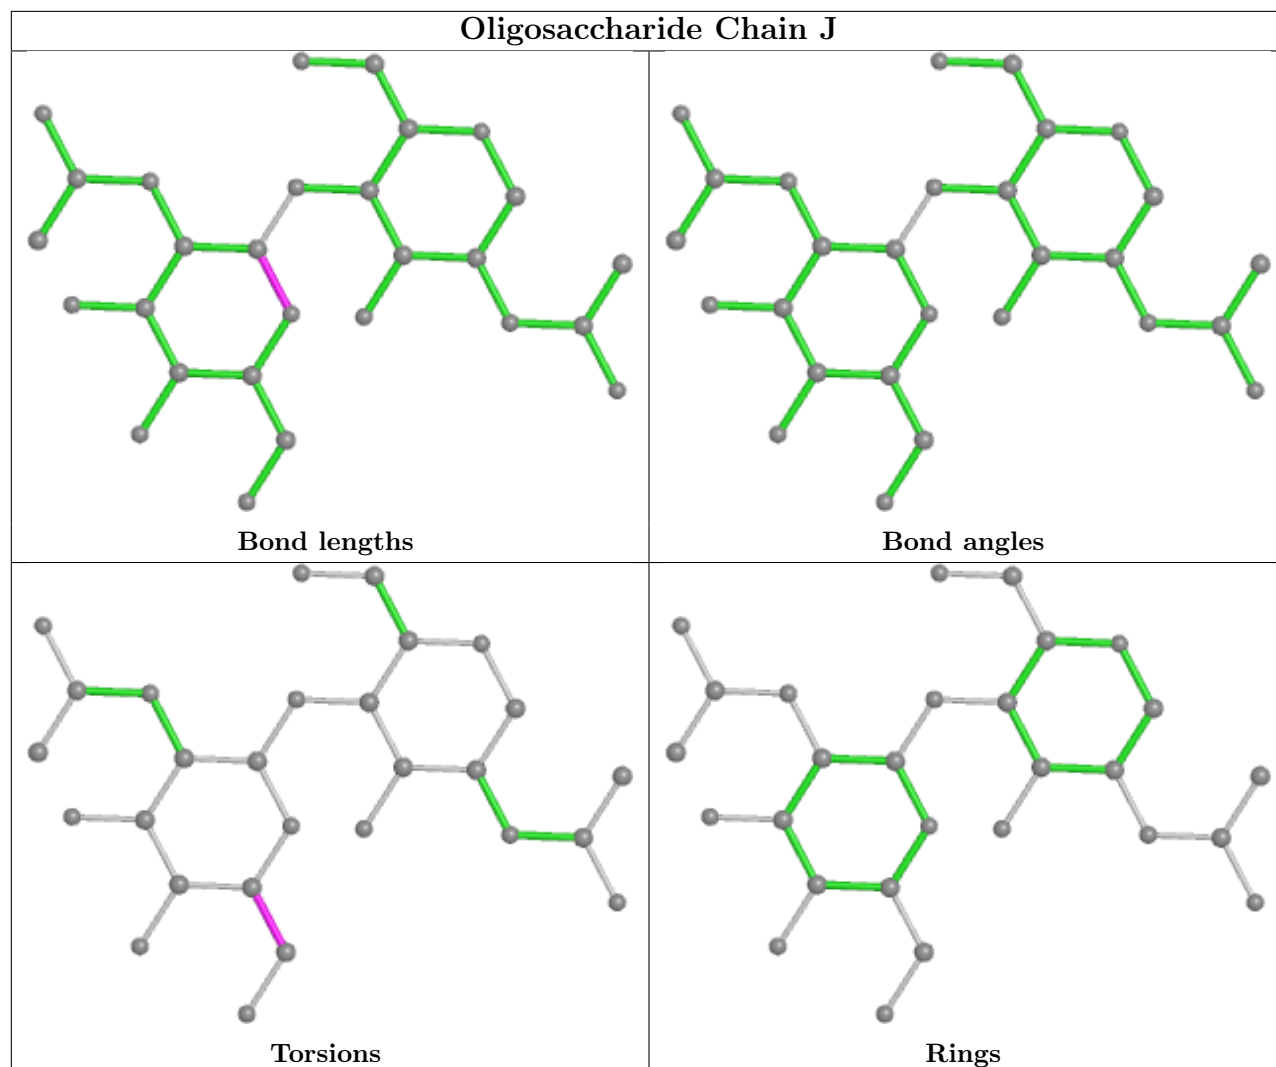 Oligosaccharide Chain J
Bond lengths
Bond angles
Torsions
Rings